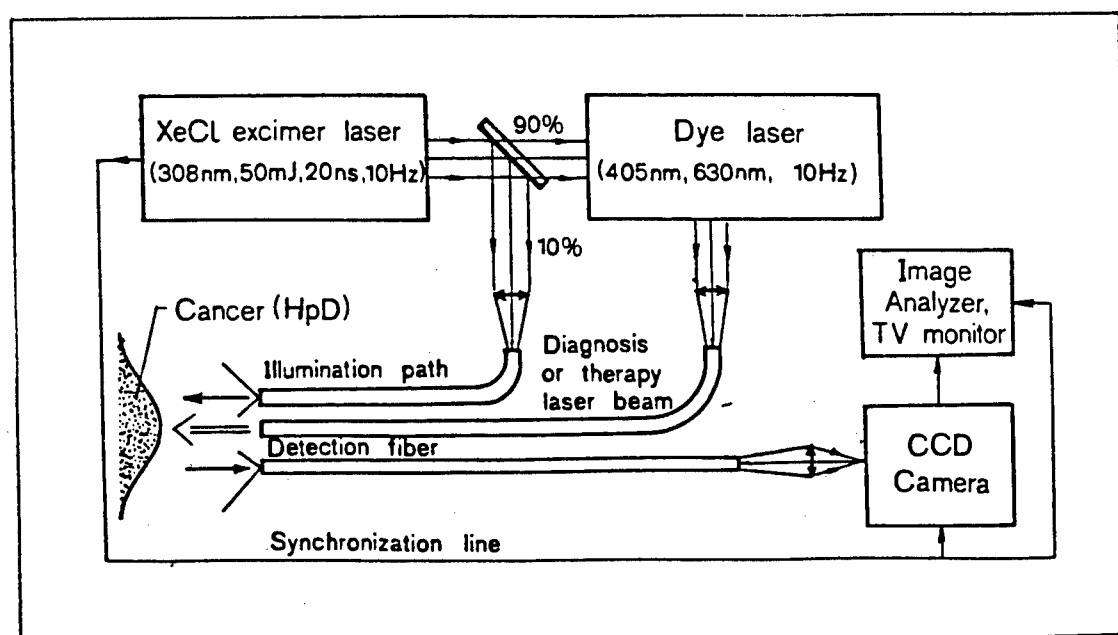 XeCl excimer laser
(308nm,50mJ,20ns,10Hz)
90%
Dye laser
(405nm, 630nm, 10Hz)
10%
Image
Analyzer,
TV monitor
Cancer (HpD)
Illumination path
Diagnosis
or therapy
laser beam
Detection fiber
CCD
Camera
Synchronization line